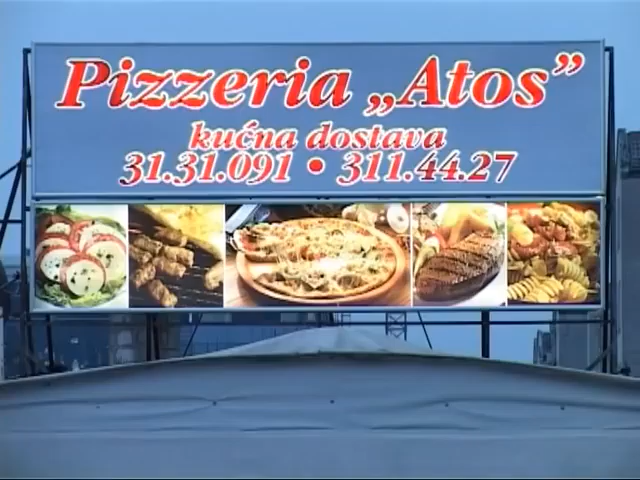 Pizzeria „Atos”
kućna dostava
31.31.091 • 311.44.27